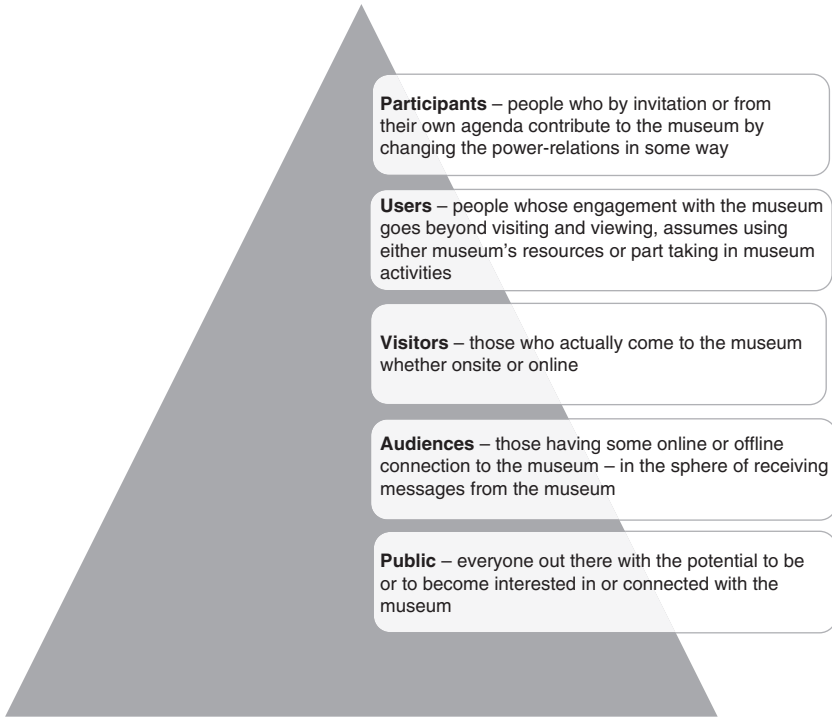 Participants – people who by invitation or from
their own agenda contribute to the museum by
changing the power-relations in some way
Users – people whose engagement with the museum
goes beyond visiting and viewing, assumes using
either museum's resources or part taking in museum
activities
Visitors – those who actually come to the museum
whether onsite or online
Audiences – those having some online or offline
connection to the museum – in the sphere of receiving
messages from the museum
Public – everyone out there with the potential to be
or to become interested in or connected with the
museum